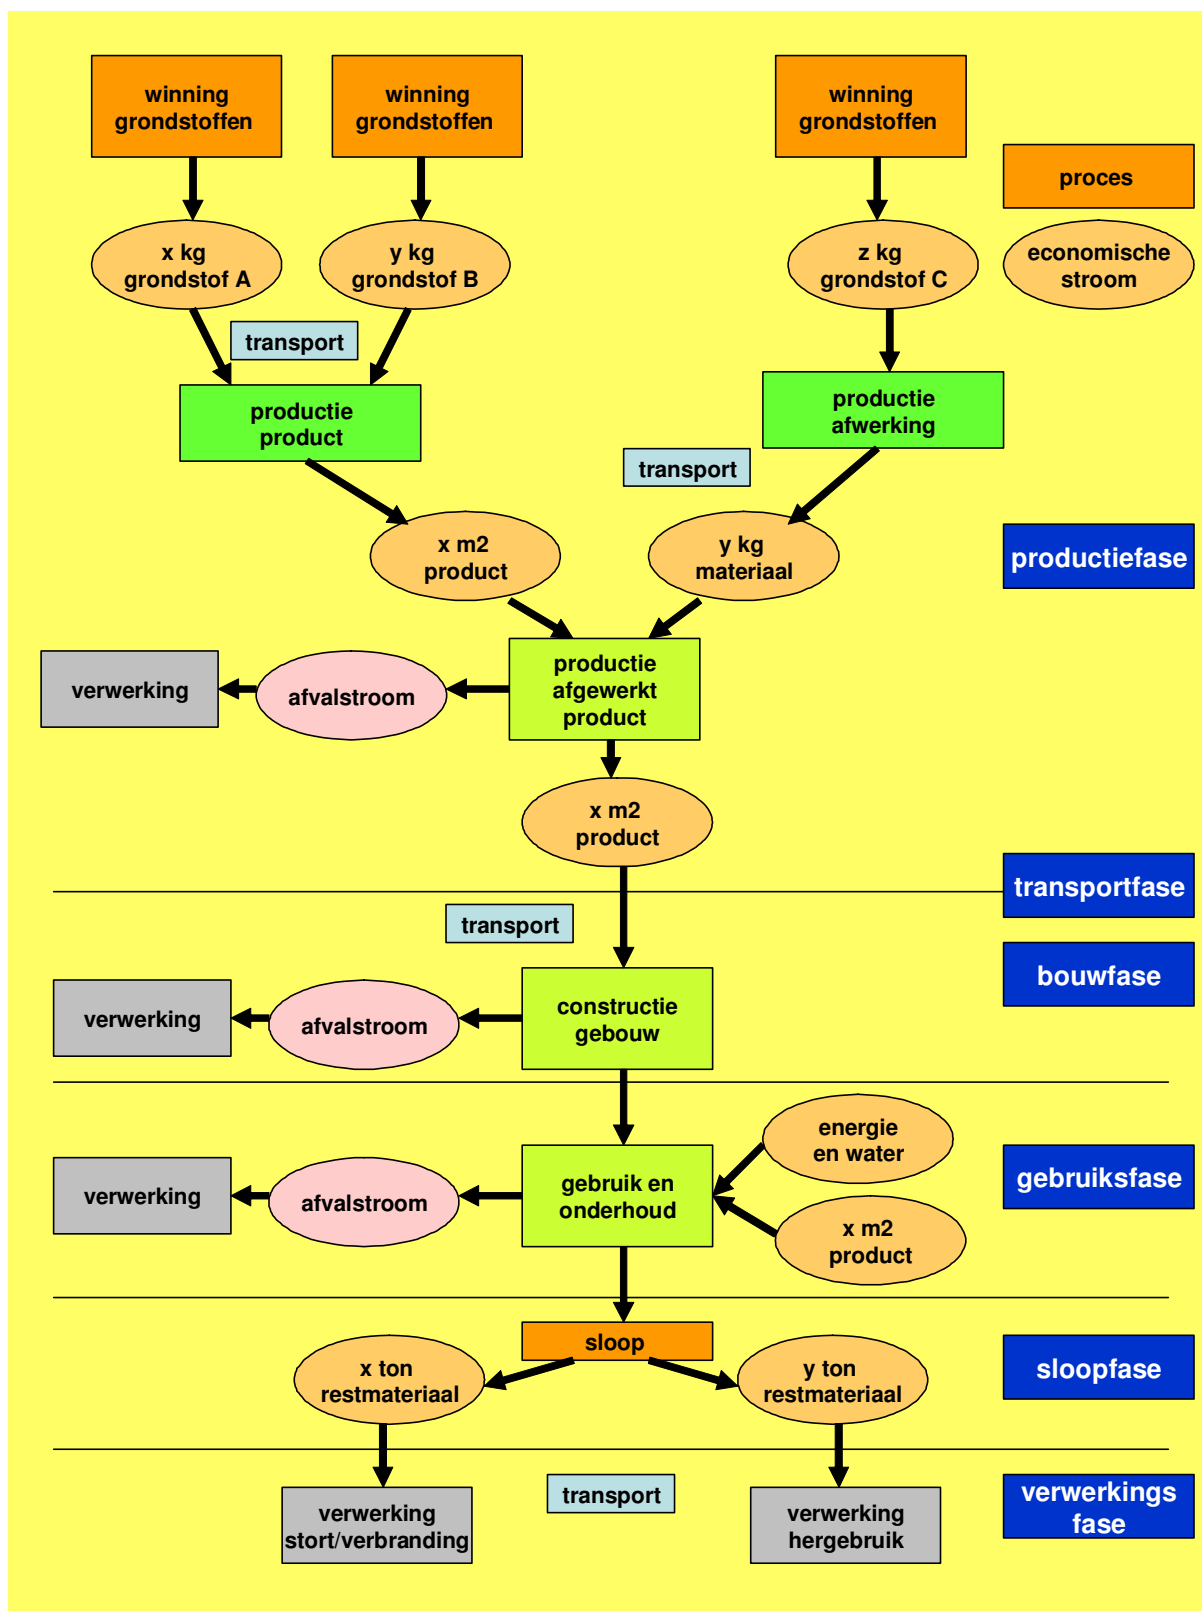 winning
grondstoffen
winning
grondstoffen
winning
grondstoffen
proces
x kg
grondstof A
y kg
grondstof B
z kg
grondstof C
economische
stroom
transport
productie
product
productie
afwerking
transport
x m2
product
y kg
materiaal
productiefase
verwerking
afvalstroom
productie
afgewerkt
product
x m2
product
transportfase
transport
bouwfase
verwerking
afvalstroom
constructie
gebouw
energie
en water
verwerking
afvalstroom
gebruik en
onderhoud
gebruiksfase
x m2
product
sloop
x ton
restmateriaal
y ton
restmateriaal
sloopfase
transport
verwerking
stort/verbranding
verwerking
hergebruik
verwerkings
fase